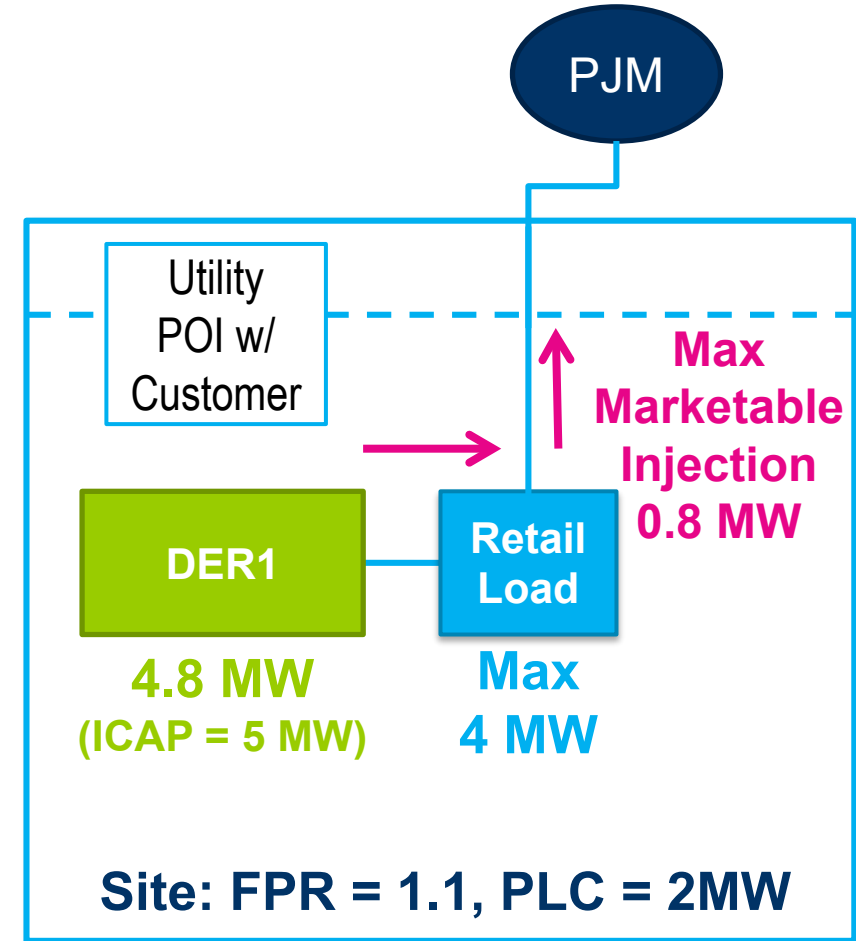 PJM
Utility
POI w/
Customer
Max
Marketable
Injection
0.8 MW
DER1
Retail
Load
4.8 MW
(ICAP = 5 MW)
Max
4 MW
Site: FPR = 1.1, PLC = 2MW